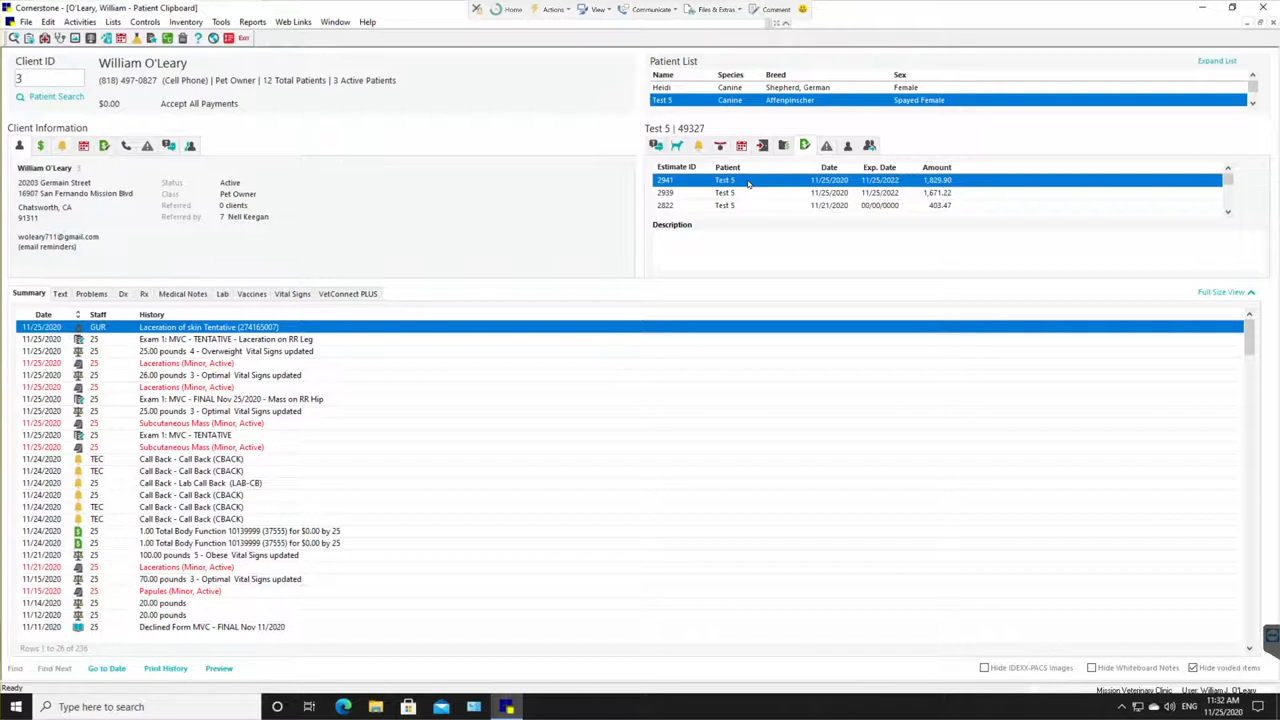 Cornerstone - [O'Leary, William - Patient Clipboard]
Home Actions View Communicate Files & Extras Comment
File Edit Activities Lists Controls Inventory Tools Reports Web Links Window Help
Exit
Client ID
3
Patient Search
William O'Leary
(818) 497-0827 (Cell Phone) | Pet Owner | 12 Total Patients | 3 Active Patients
$0.00 Accept All Payments
Patient List Expand List
Name Species Breed Sex
Heidi Canine Shepherd, German Female
Test 5 Canine Affenpinscher Spayed Female
Client Information
William O'Leary 3
20203 Germain Street
16907 San Fernando Mission Blvd
Chatsworth, CA
91311
woleary711@gmail.com
(email reminders)
Status Active
Class Pet Owner
Referred 0 clients
Referred by 7 Nell Keegan
Test 5 | 49327
Estimate ID Patient Date Exp. Date Amount
2941 Test 5 11/25/2020 11/25/2022 1,829.90
2939 Test 5 11/25/2020 11/25/2022 1,671.22
2822 Test 5 11/21/2020 00/00/0000 403.47
Description
Summary Text Problems Dx Rx Medical Notes Lab Vaccines Vital Signs VetConnect PLUS Full Size View
Date Staff History
11/25/2020 GUR Laceration of skin Tentative (274165007)
11/25/2020 25 Exam 1: MVC - TENTATIVE - Laceration on RR Leg
11/25/2020 25 25.00 pounds 4 - Overweight Vital Signs updated
11/25/2020 25 Lacerations (Minor, Active)
11/25/2020 25 26.00 pounds 3 - Optimal Vital Signs updated
11/25/2020 25 Lacerations (Minor, Active)
11/25/2020 25 Exam 1: MVC - FINAL Nov 25/2020 - Mass on RR Hip
11/25/2020 25 25.00 pounds 3 - Optimal Vital Signs updated
11/25/2020 25 Subcutaneous Mass (Minor, Active)
11/25/2020 25 Exam 1: MVC - TENTATIVE
11/25/2020 25 Subcutaneous Mass (Minor, Active)
11/24/2020 TEC Call Back - Call Back (CBACK)
11/24/2020 TEC Call Back - Call Back (CBACK)
11/24/2020 25 Call Back - Lab Call Back (LAB-CB)
11/24/2020 25 Call Back - Call Back (CBACK)
11/24/2020 TEC Call Back - Call Back (CBACK)
11/24/2020 TEC Call Back - Call Back (CBACK)
11/24/2020 25 1.00 Total Body Function 10139999 (37555) for $0.00 by 25
11/24/2020 25 1.00 Total Body Function 10139999 (37555) for $0.00 by 25
11/21/2020 25 100.00 pounds 5 - Obese Vital Signs updated
11/21/2020 25 Lacerations (Minor, Active)
11/15/2020 25 70.00 pounds 3 - Optimal Vital Signs updated
11/15/2020 25 Papules (Minor, Active)
11/14/2020 25 20.00 pounds
11/12/2020 25 20.00 pounds
11/11/2020 25 Declined Form MVC - FINAL Nov 11/2020
Rows 1 to 26 of 236
Find Find Next Go to Date Print History Preview Hide IDEXX-PACS Images Hide Whiteboard Notes Hide voided items
Ready Mission Veterinary Clinic User: William J. O'Leary
Type here to search
ENG
11:32 AM
11/25/2020